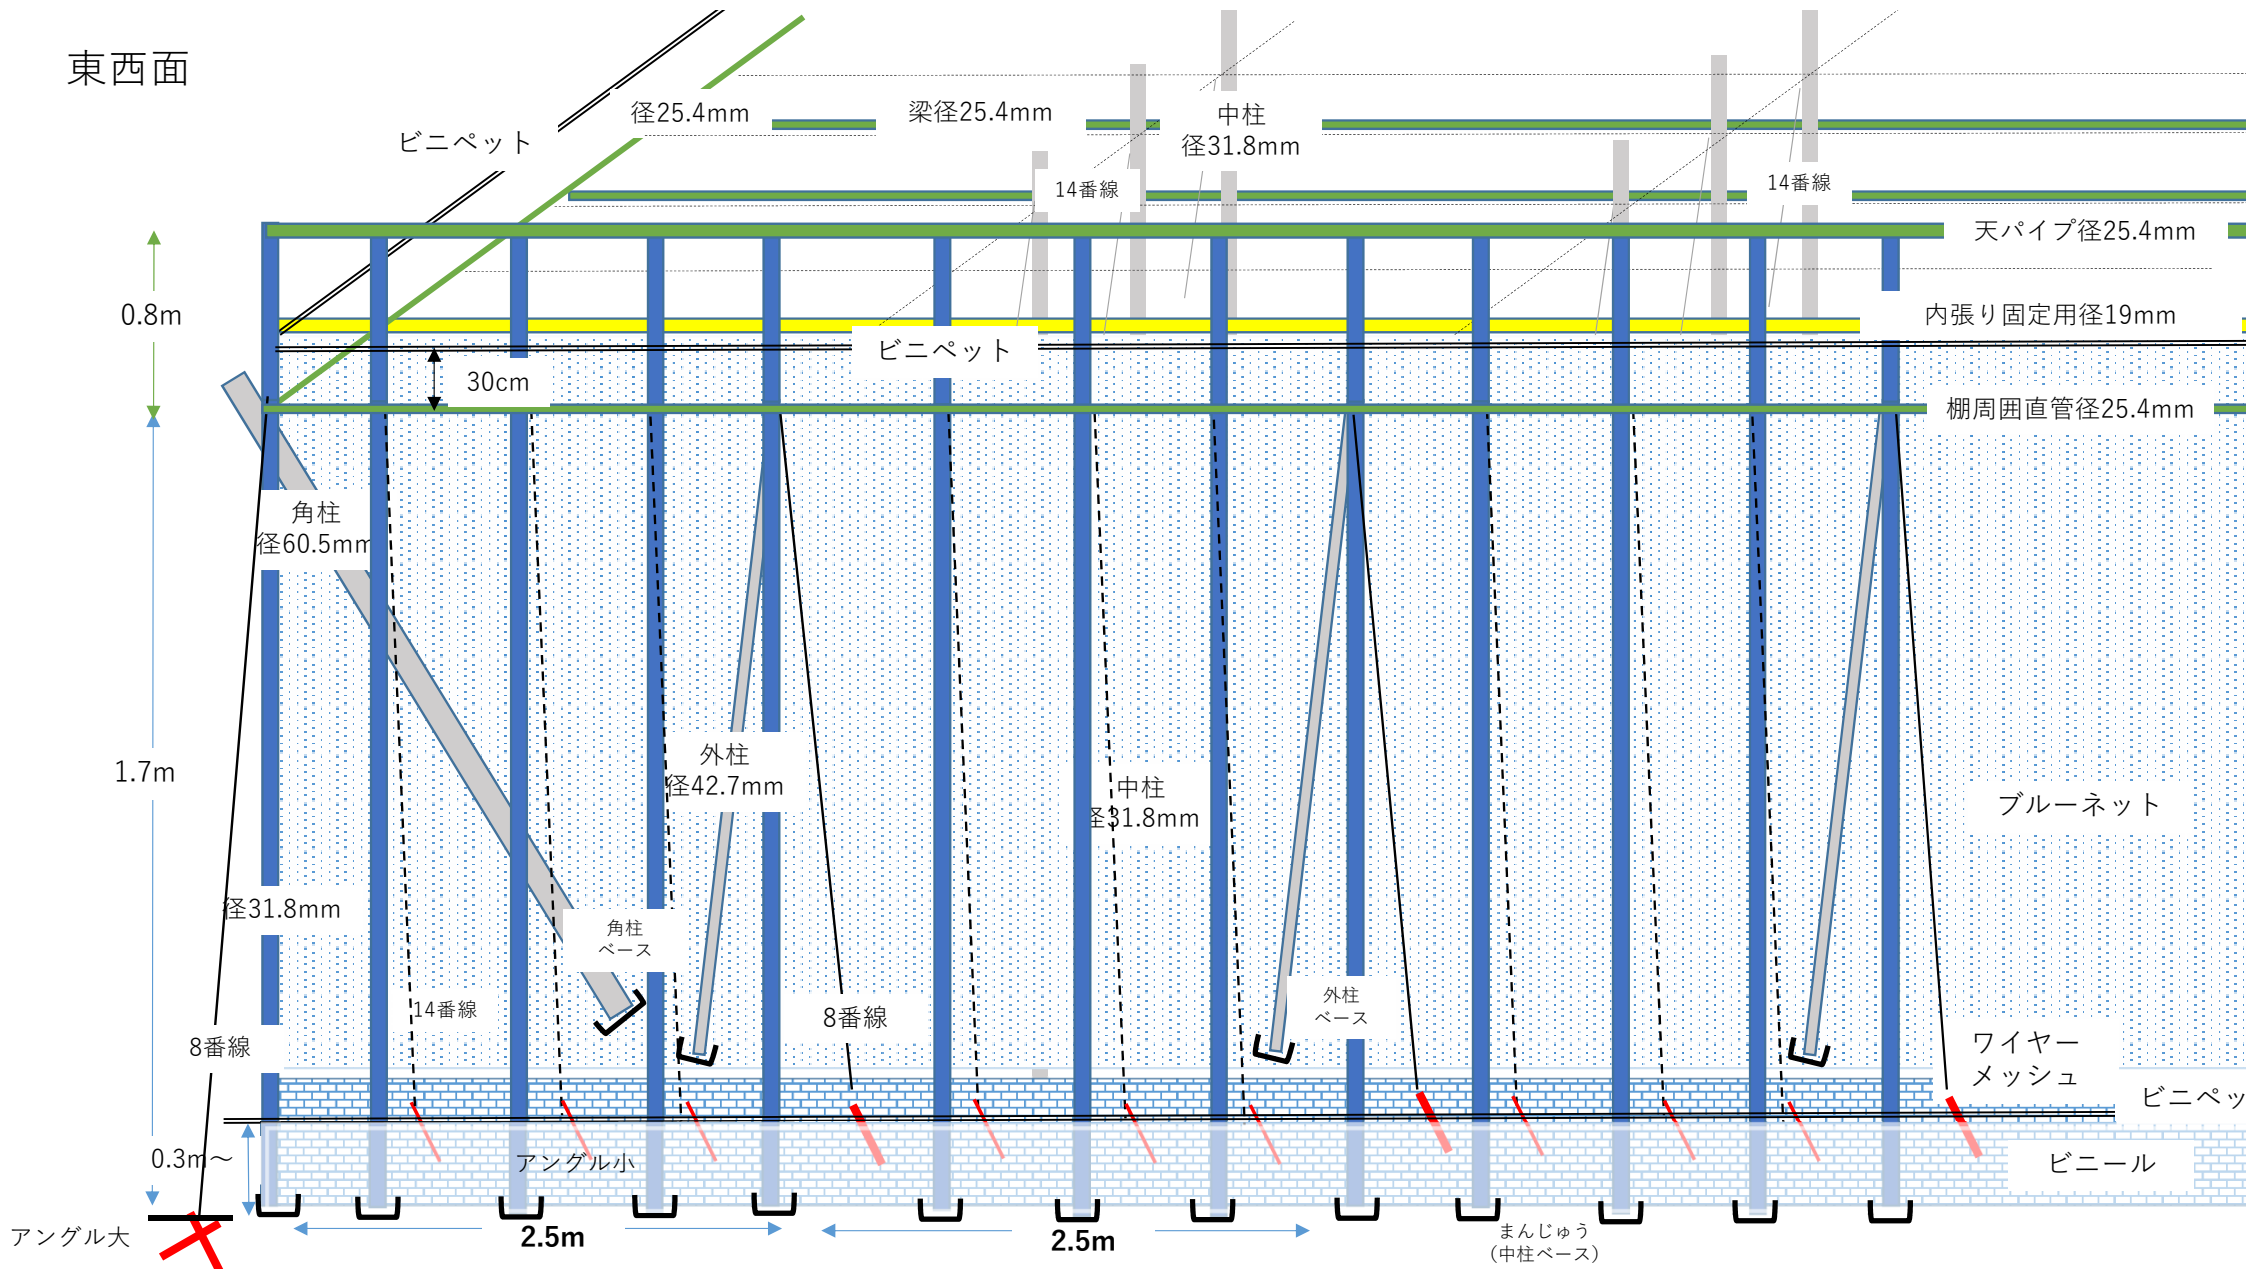 東西面
ビニペット
径25.4mm
梁径25.4mm
中柱
径31.8mm
14番線
14番線
天パイプ径25.4mm
0.8m
内張り固定用径19mm
ビニペット
30cm
棚周囲直管径25.4mm
角柱
径60.5mm
1.7m
外柱
径42.7mm
中柱
径31.8mm
ブルーネット
径31.8mm
角柱
ベース
14番線
8番線
外柱
ベース
8番線
ワイヤー
メッシュ
ビニペッ
0.3m～
アングル小
ビニール
アングル大
2.5m
2.5m
まんじゅう
（中柱ベース）